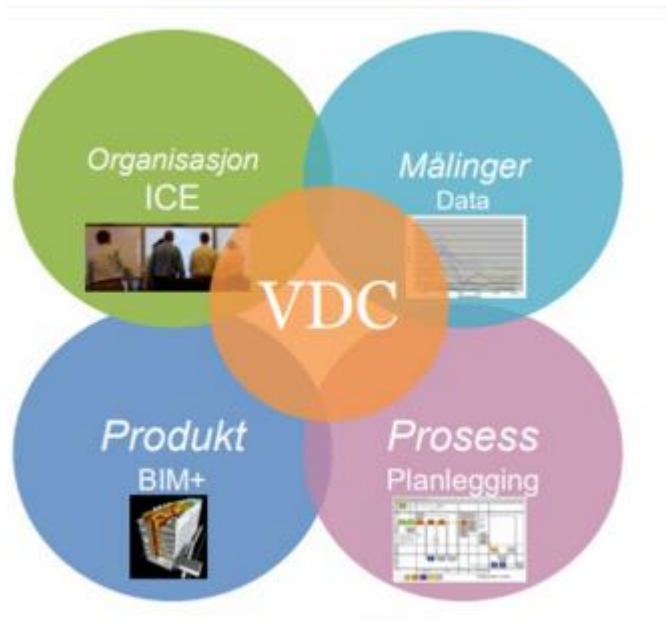 Organisasjon
ICE
Målinger
Data
VDC
Produkt
BIM+
Prosess
Planlegging